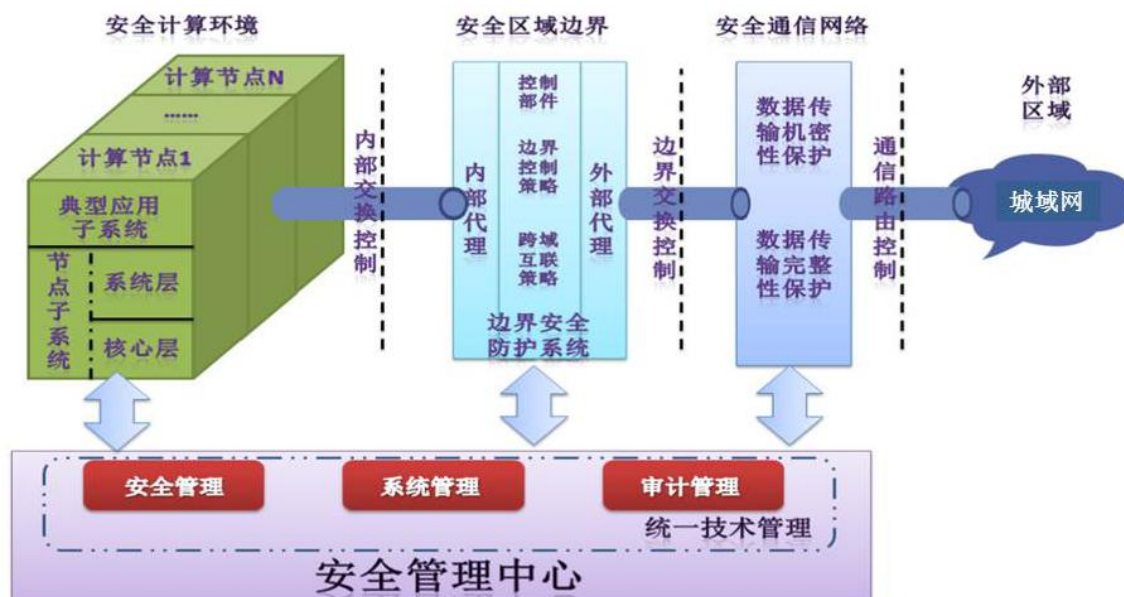 安全计算环境
安全区域边界
安全通信网络
计算节点N
……
计算节点1
典型应用
子系统
节点子系统
系统层
核心层
内部交换控制
内部代理
控制
部件
边界
控制
策略
跨域
互联
策略
外部代理
边界安全
防护系统
边界交换控制
数据传
输机密
性保护
数据传
输完整
性保护
通信路由控制
外部
区域
城域网
安全管理
系统管理
审计管理
统一技术管理
安全管理中心